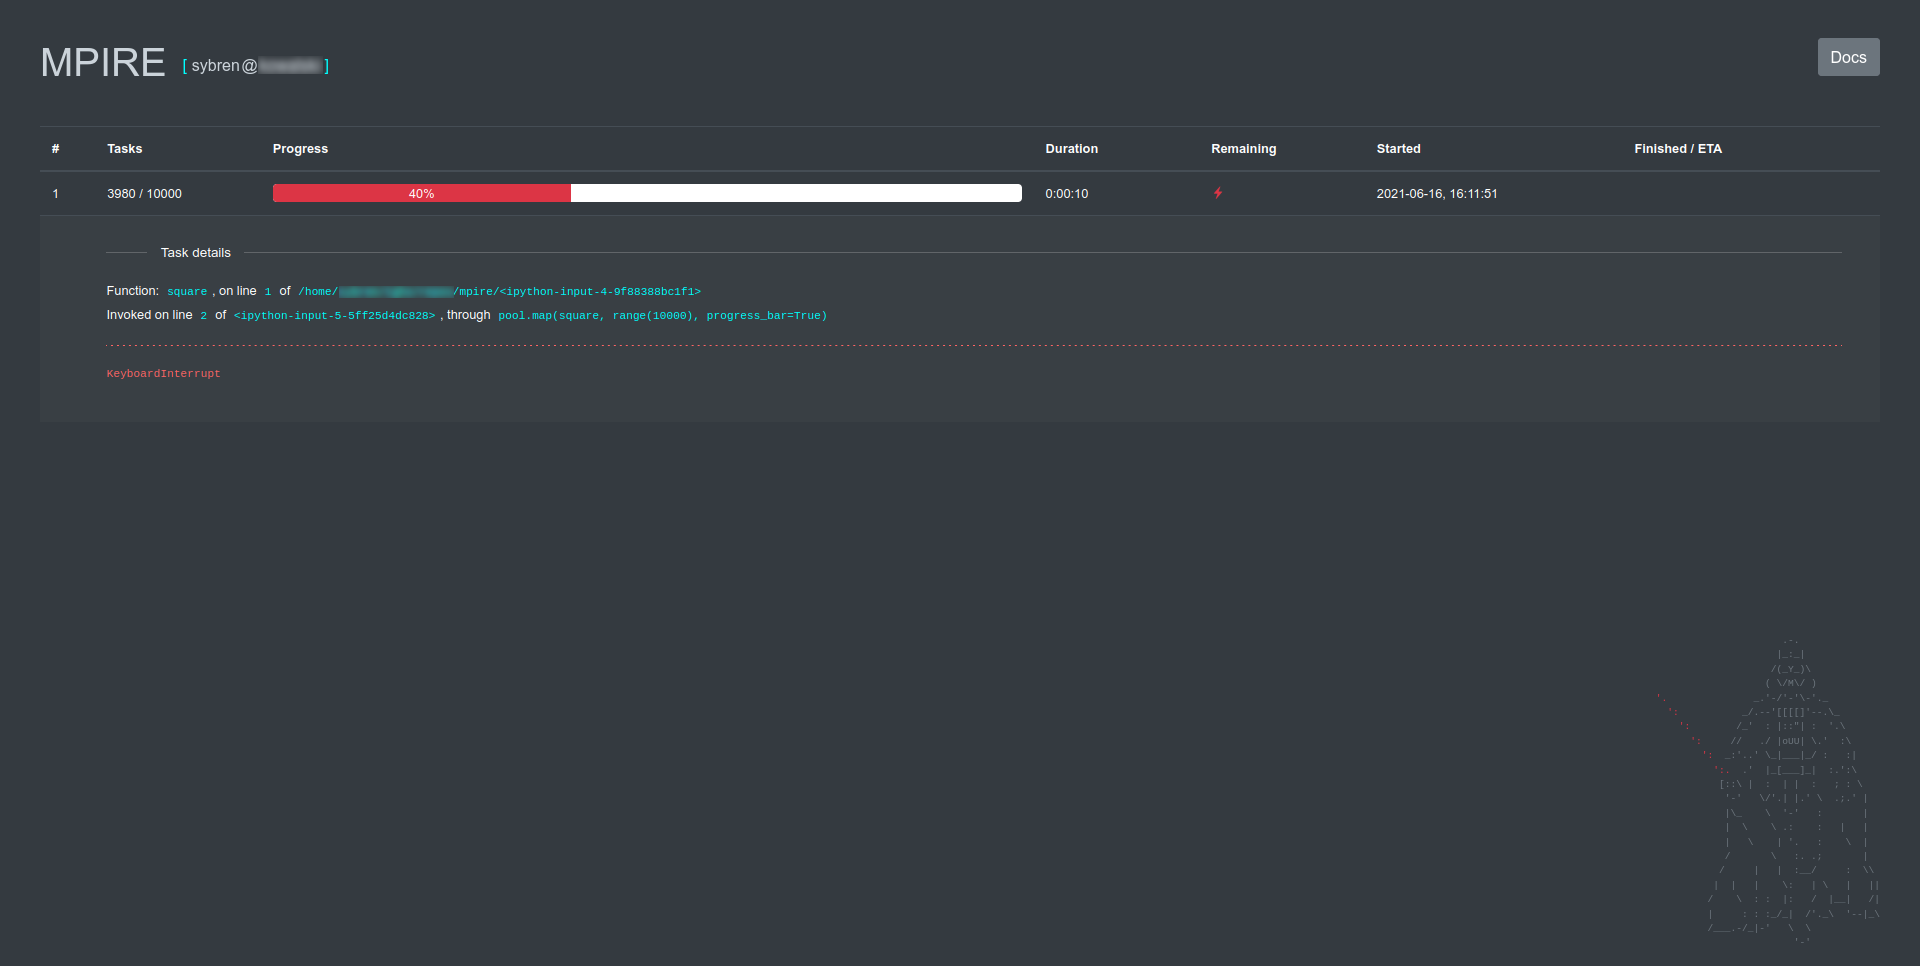 MPIRE [ sybren@ ]
Docs
# Tasks Progress Duration Remaining Started Finished / ETA
1 3980 / 10000 40% 0:00:10 2021-06-16, 16:11:51
Task details
Function: square , on line 1 of /home/ /mpire/<ipython-input-4-9f88388bc1f1>
Invoked on line 2 of <ipython-input-5-5ff25d4dc828> , through pool.map(square, range(10000), progress_bar=True)
KeyboardInterrupt